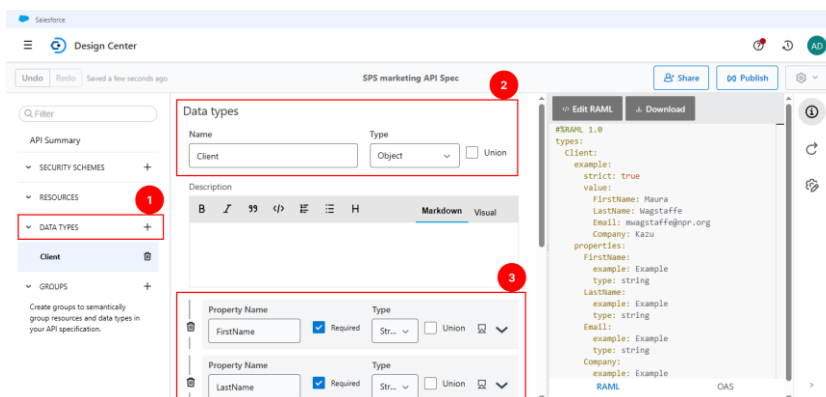 Salesforce
Design Center
AD
Undo Redo Saved a few seconds ago
SPS marketing API Spec
Share
Publish
2
Filter
API Summary
SECURITY SCHEMES +
RESOURCES
1
DATA TYPES +
Client
GROUPS +
Create groups to semantically
group resources and data types in
your API specification.
Data types
Name Type
Client Object Union
Description
B I 99 </> H Markdown Visual
3
Property Name Type
FirstName Required Str... Union
Property Name Type
LastName Required Str... Union
</> Edit RAML Download
#%RAML 1.0
types:
Client:
example:
strict: true
value:
FirstName: Maura
LastName: Wagstaffe
Email: mwagstaffe@npr.org
Company: Kazu
properties:
FirstName:
example: Example
type: string
LastName:
example: Example
type: string
Email:
example: Example
type: string
Company:
example: Example
RAML OAS